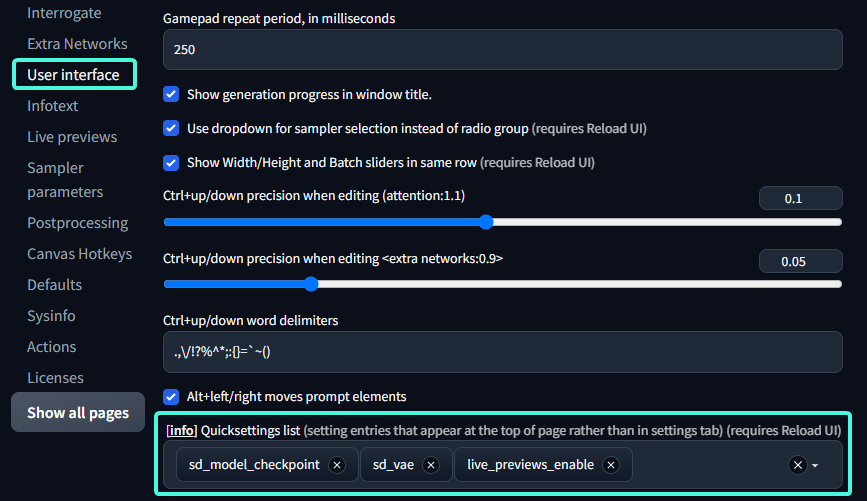 Interrogate
Extra Networks
User interface
Infotext
Live previews
Sampler
parameters
Postprocessing
Canvas Hotkeys
Defaults
Sysinfo
Actions
Licenses
Show all pages
Gamepad repeat period, in milliseconds
250
Show generation progress in window title.
Use dropdown for sampler selection instead of radio group (requires Reload UI)
Show Width/Height and Batch sliders in same row (requires Reload UI)
Ctrl+up/down precision when editing (attention:1.1)
0.1
Ctrl+up/down precision when editing <extra networks:0.9>
0.05
Ctrl+up/down word delimiters
.,\/!?%^*;:{}=`~()
Alt+left/right moves prompt elements
[info] Quicksettings list (setting entries that appear at the top of page rather than in settings tab) (requires Reload UI)
sd_model_checkpoint sd_vae live_previews_enable